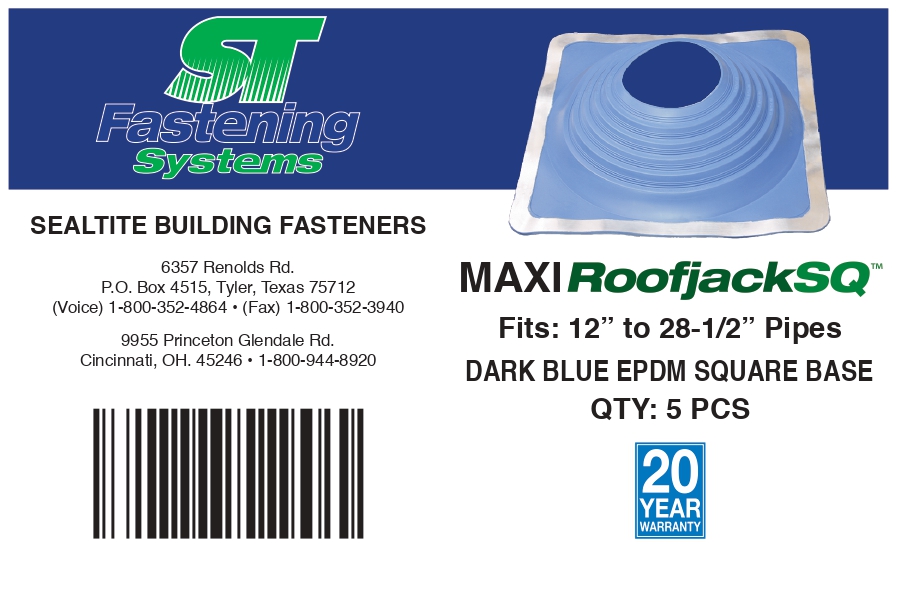 ST
Fastening
Systems
SEALTITE BUILDING FASTENERS
6357 Renolds Rd.
P.O. Box 4515, Tyler, Texas 75712
(Voice) 1-800-352-4864 • (Fax) 1-800-352-3940
9955 Princeton Glendale Rd.
Cincinnati, OH. 45246 • 1-800-944-8920
MAXI RoofjackSQ™
Fits: 12” to 28-1/2” Pipes
DARK BLUE EPDM SQUARE BASE
QTY: 5 PCS
20
YEAR
WARRANTY